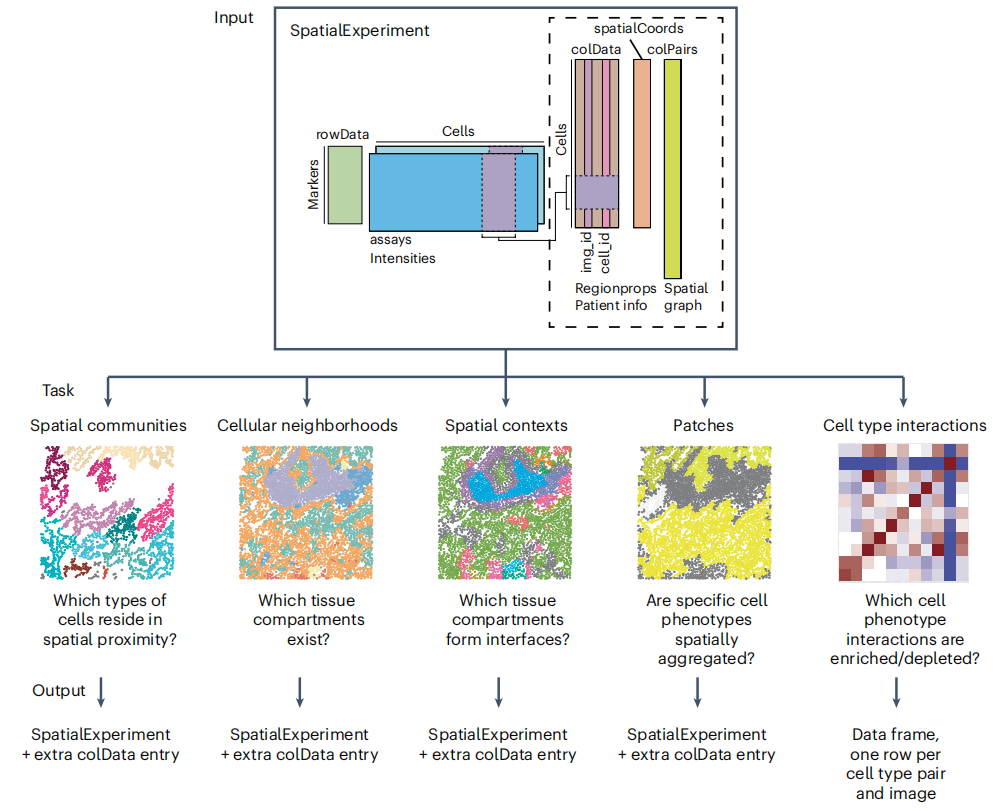 Input
SpatialExperiment
spatialCoords
colData
colPairs
rowData
Cells
Markers
Cells
assays
Intensities
img_id
cell_id
Regionprops
Patient info
Spatial
graph
Task
Spatial communities
Cellular neighborhoods
Spatial contexts
Patches
Cell type interactions
Which types of
cells reside in
spatial proximity?
Which tissue
compartments
exist?
Which tissue
compartments
form interfaces?
Are specific cell
phenotypes
spatially
aggregated?
Which cell
phenotype
interactions are
enriched/depleted?
Output
SpatialExperiment
+ extra colData entry
SpatialExperiment
+ extra colData entry
SpatialExperiment
+ extra colData entry
SpatialExperiment
+ extra colData entry
Data frame,
one row per
cell type pair
and image